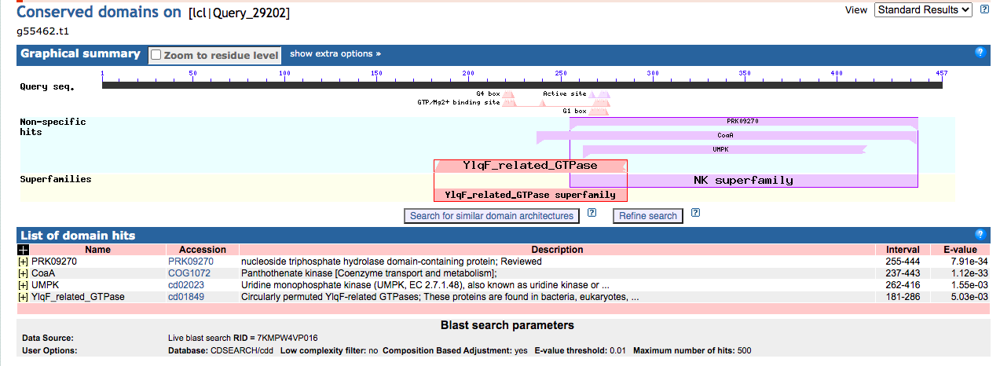 Conserved domains on [lcl|Query_29202]
View Standard Results ?
g55462.t1
Graphical summary Zoom to residue level show extra options » ?
1 50 100 150 200 250 300 350 400 457
Query seq.
G4 box Active site
GTP/Mg2+ binding site
G1 box
Non-specific hits
PRK09270
CoaA
UMPK
YlqF_related_GTPase
Superfamilies
NK superfamily
YlqF_related_GTPase superfamily
Search for similar domain architectures ? Refine search ?
List of domain hits ?
+ Name Accession Description Interval E-value
[+] PRK09270 PRK09270 nucleoside triphosphate hydrolase domain-containing protein; Reviewed 255-444 7.91e-34
[+] CoaA COG1072 Panthothenate kinase [Coenzyme transport and metabolism]; 237-443 1.12e-33
[+] UMPK cd02023 Uridine monophosphate kinase (UMPK, EC 2.7.1.48), also known as uridine kinase or ... 262-416 1.55e-03
[+] YlqF_related_GTPase cd01849 Circularly permuted YlqF-related GTPases; These proteins are found in bacteria, eukaryotes, ... 181-286 5.03e-03
Blast search parameters
Data Source: Live blast search RID = 7KMPW4VP016
User Options: Database: CDSEARCH/cdd Low complexity filter: no Composition Based Adjustment: yes E-value threshold: 0.01 Maximum number of hits: 500